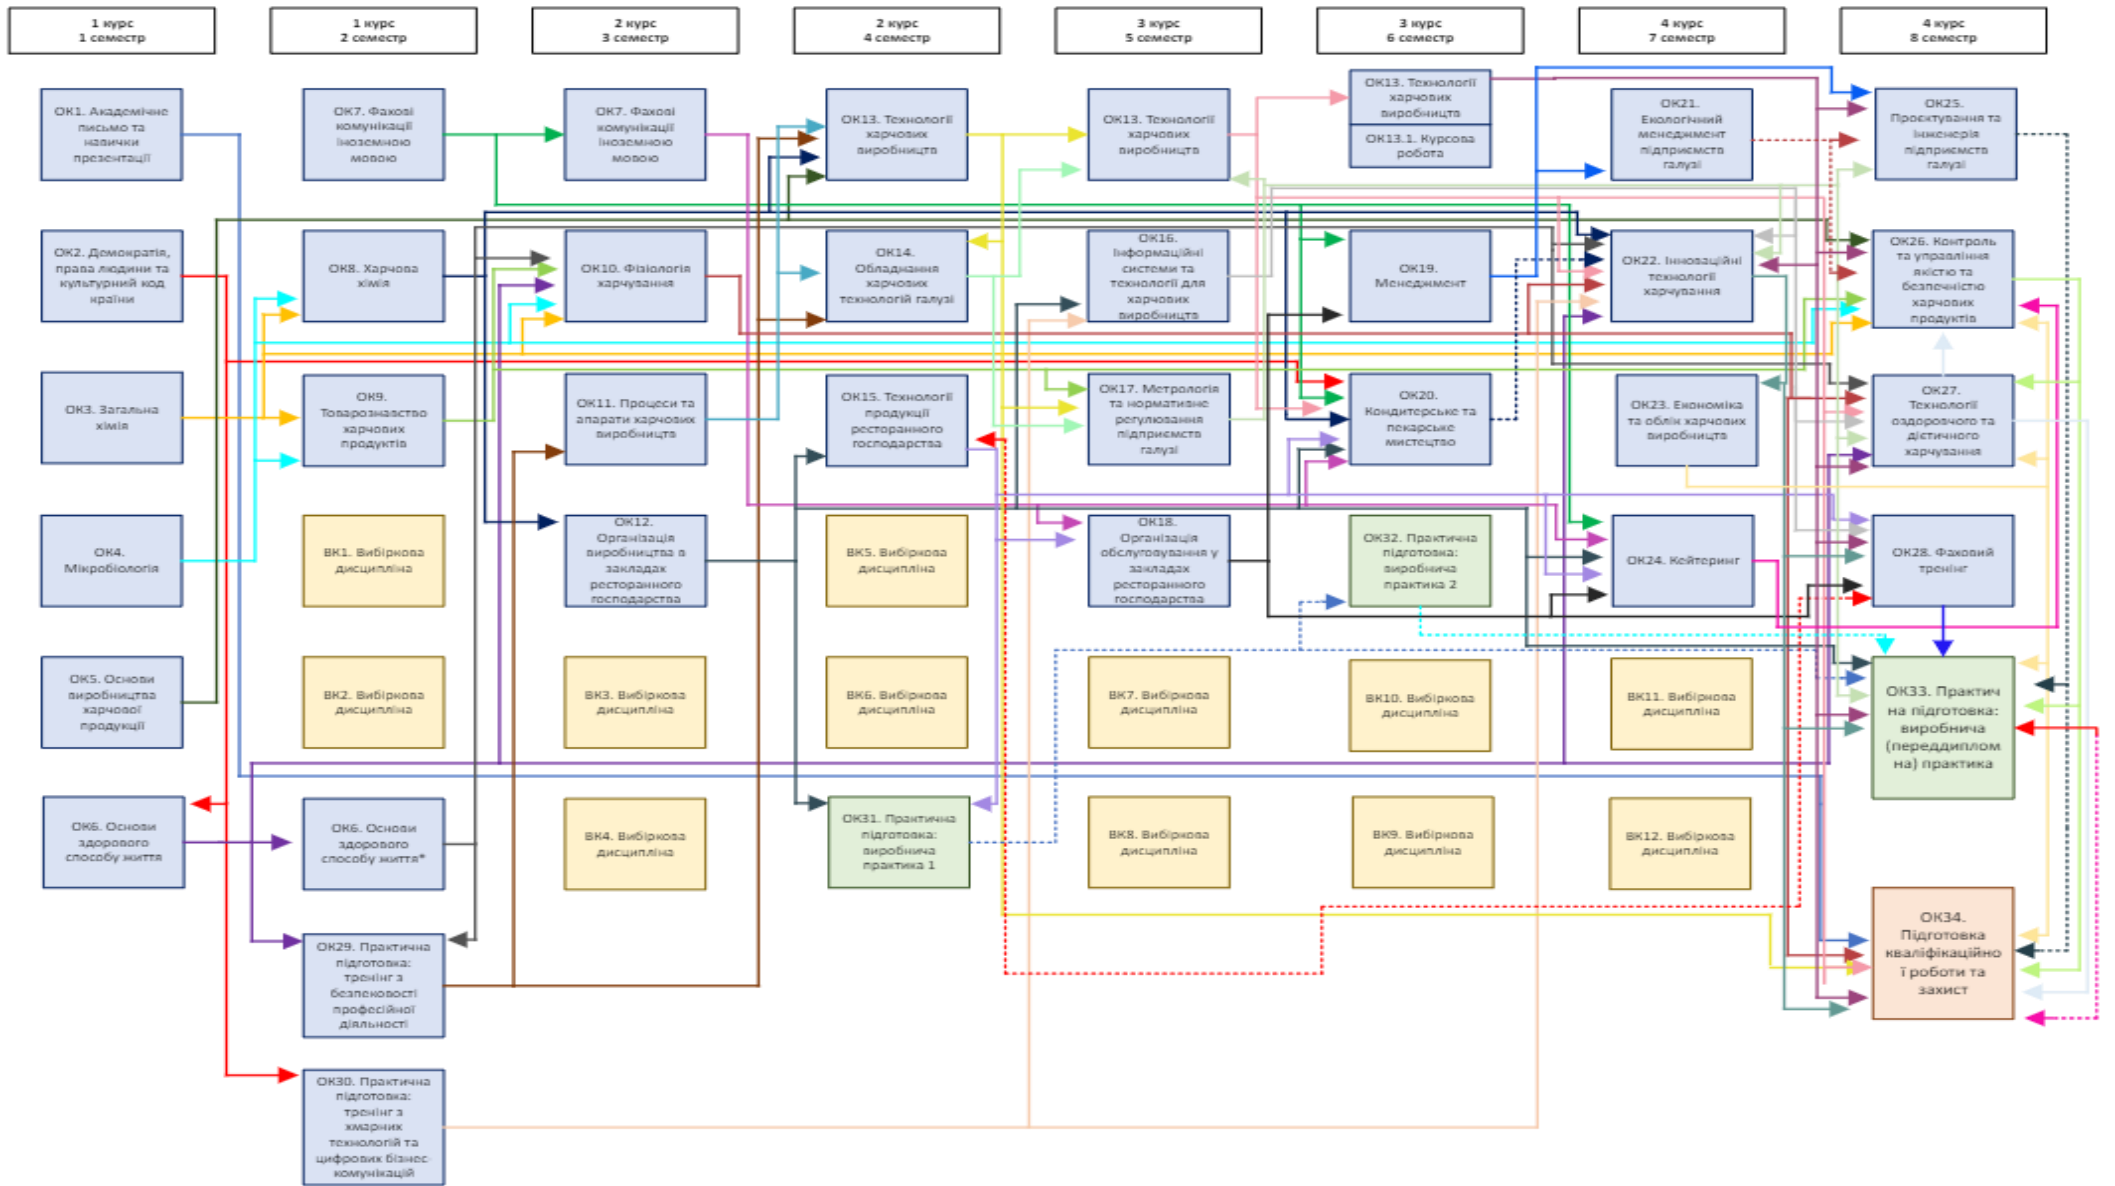 1 курс
1 семестр
1 курс
2 семестр
2 курс
3 семестр
2 курс
4 семестр
3 курс
5 семестр
3 курс
6 семестр
4 курс
7 семестр
4 курс
8 семестр
ОК1. Академічне
письмо та
навички
презентації
ОК2. Демократія,
права людини та
культурний код
країни
ОК3. Загальна
хімія
ОК4.
Мікробіологія
ОК5. Основи
виробництва
харчової
продукції
ОК6. Основи
здорового
способу життя
ОК7. Фахові
комунікації
іноземною
мовою
ОК8. Харчова
хімія
ОК9.
Товарознавство
харчових
продуктів
ВК1. Вибіркова
дисципліна
ВК2. Вибіркова
дисципліна
ОК6. Основи
здорового
способу життя*
ОК29. Практична
підготовка:
тренінг з
безпековості
професійної
діяльності
ОК30. Практична
підготовка:
тренінг з
хмарних
технологій та
цифрових бізнес-
комунікацій
ОК7. Фахові
комунікації
іноземною
мовою
ОК10. Фізіологія
харчування
ОК11. Процеси та
апарати харчових
виробництв
ОК12.
Організація
виробництва в
закладах
ресторанного
господарства
ВК3. Вибіркова
дисципліна
ВК4. Вибіркова
дисципліна
ОК13. Технології
харчових
виробництв
ОК14.
Обладнання
харчових
технологій галузі
ОК15. Технології
продукції
ресторанного
господарства
ВК5. Вибіркова
дисципліна
ВК6. Вибіркова
дисципліна
ОК31. Практична
підготовка:
виробнича
практика 1
ОК13. Технології
харчових
виробництв
ОК16.
Інформаційні
системи та
технології для
харчових
виробництв
ОК17. Метрологія
та нормативне
регулювання
підприємств
галузі
ОК18.
Організація
обслуговування у
закладах
ресторанного
господарства
ВК7. Вибіркова
дисципліна
ВК8. Вибіркова
дисципліна
ОК13. Технології
харчових
виробництв
ОК13.1. Курсова
робота
ОК19.
Менеджмент
ОК20.
Кондитерське та
пекарське
мистецтво
ОК32. Практична
підготовка:
виробнича
практика 2
ВК10. Вибіркова
дисципліна
ВК9. Вибіркова
дисципліна
ОК21.
Екологічний
менеджмент
підприємств
галузі
ОК22. Інноваційні
технології
харчування
ОК23. Економіка
та облік харчових
виробництв
ОК24. Кейтеринг
ВК11. Вибіркова
дисципліна
ВК12. Вибіркова
дисципліна
ОК25.
Проєктування та
інженерія
підприємств
галузі
ОК26. Контроль
та управління
якістю та
безпечністю
харчових
продуктів
ОК27.
Технології
оздоровчого та
дієтичного
харчування
ОК28. Фаховий
тренінг
ОК33. Практич
на підготовка:
виробнича
(переддиплом
на) практика
ОК34.
Підготовка
кваліфікаційно
ї роботи та
захист